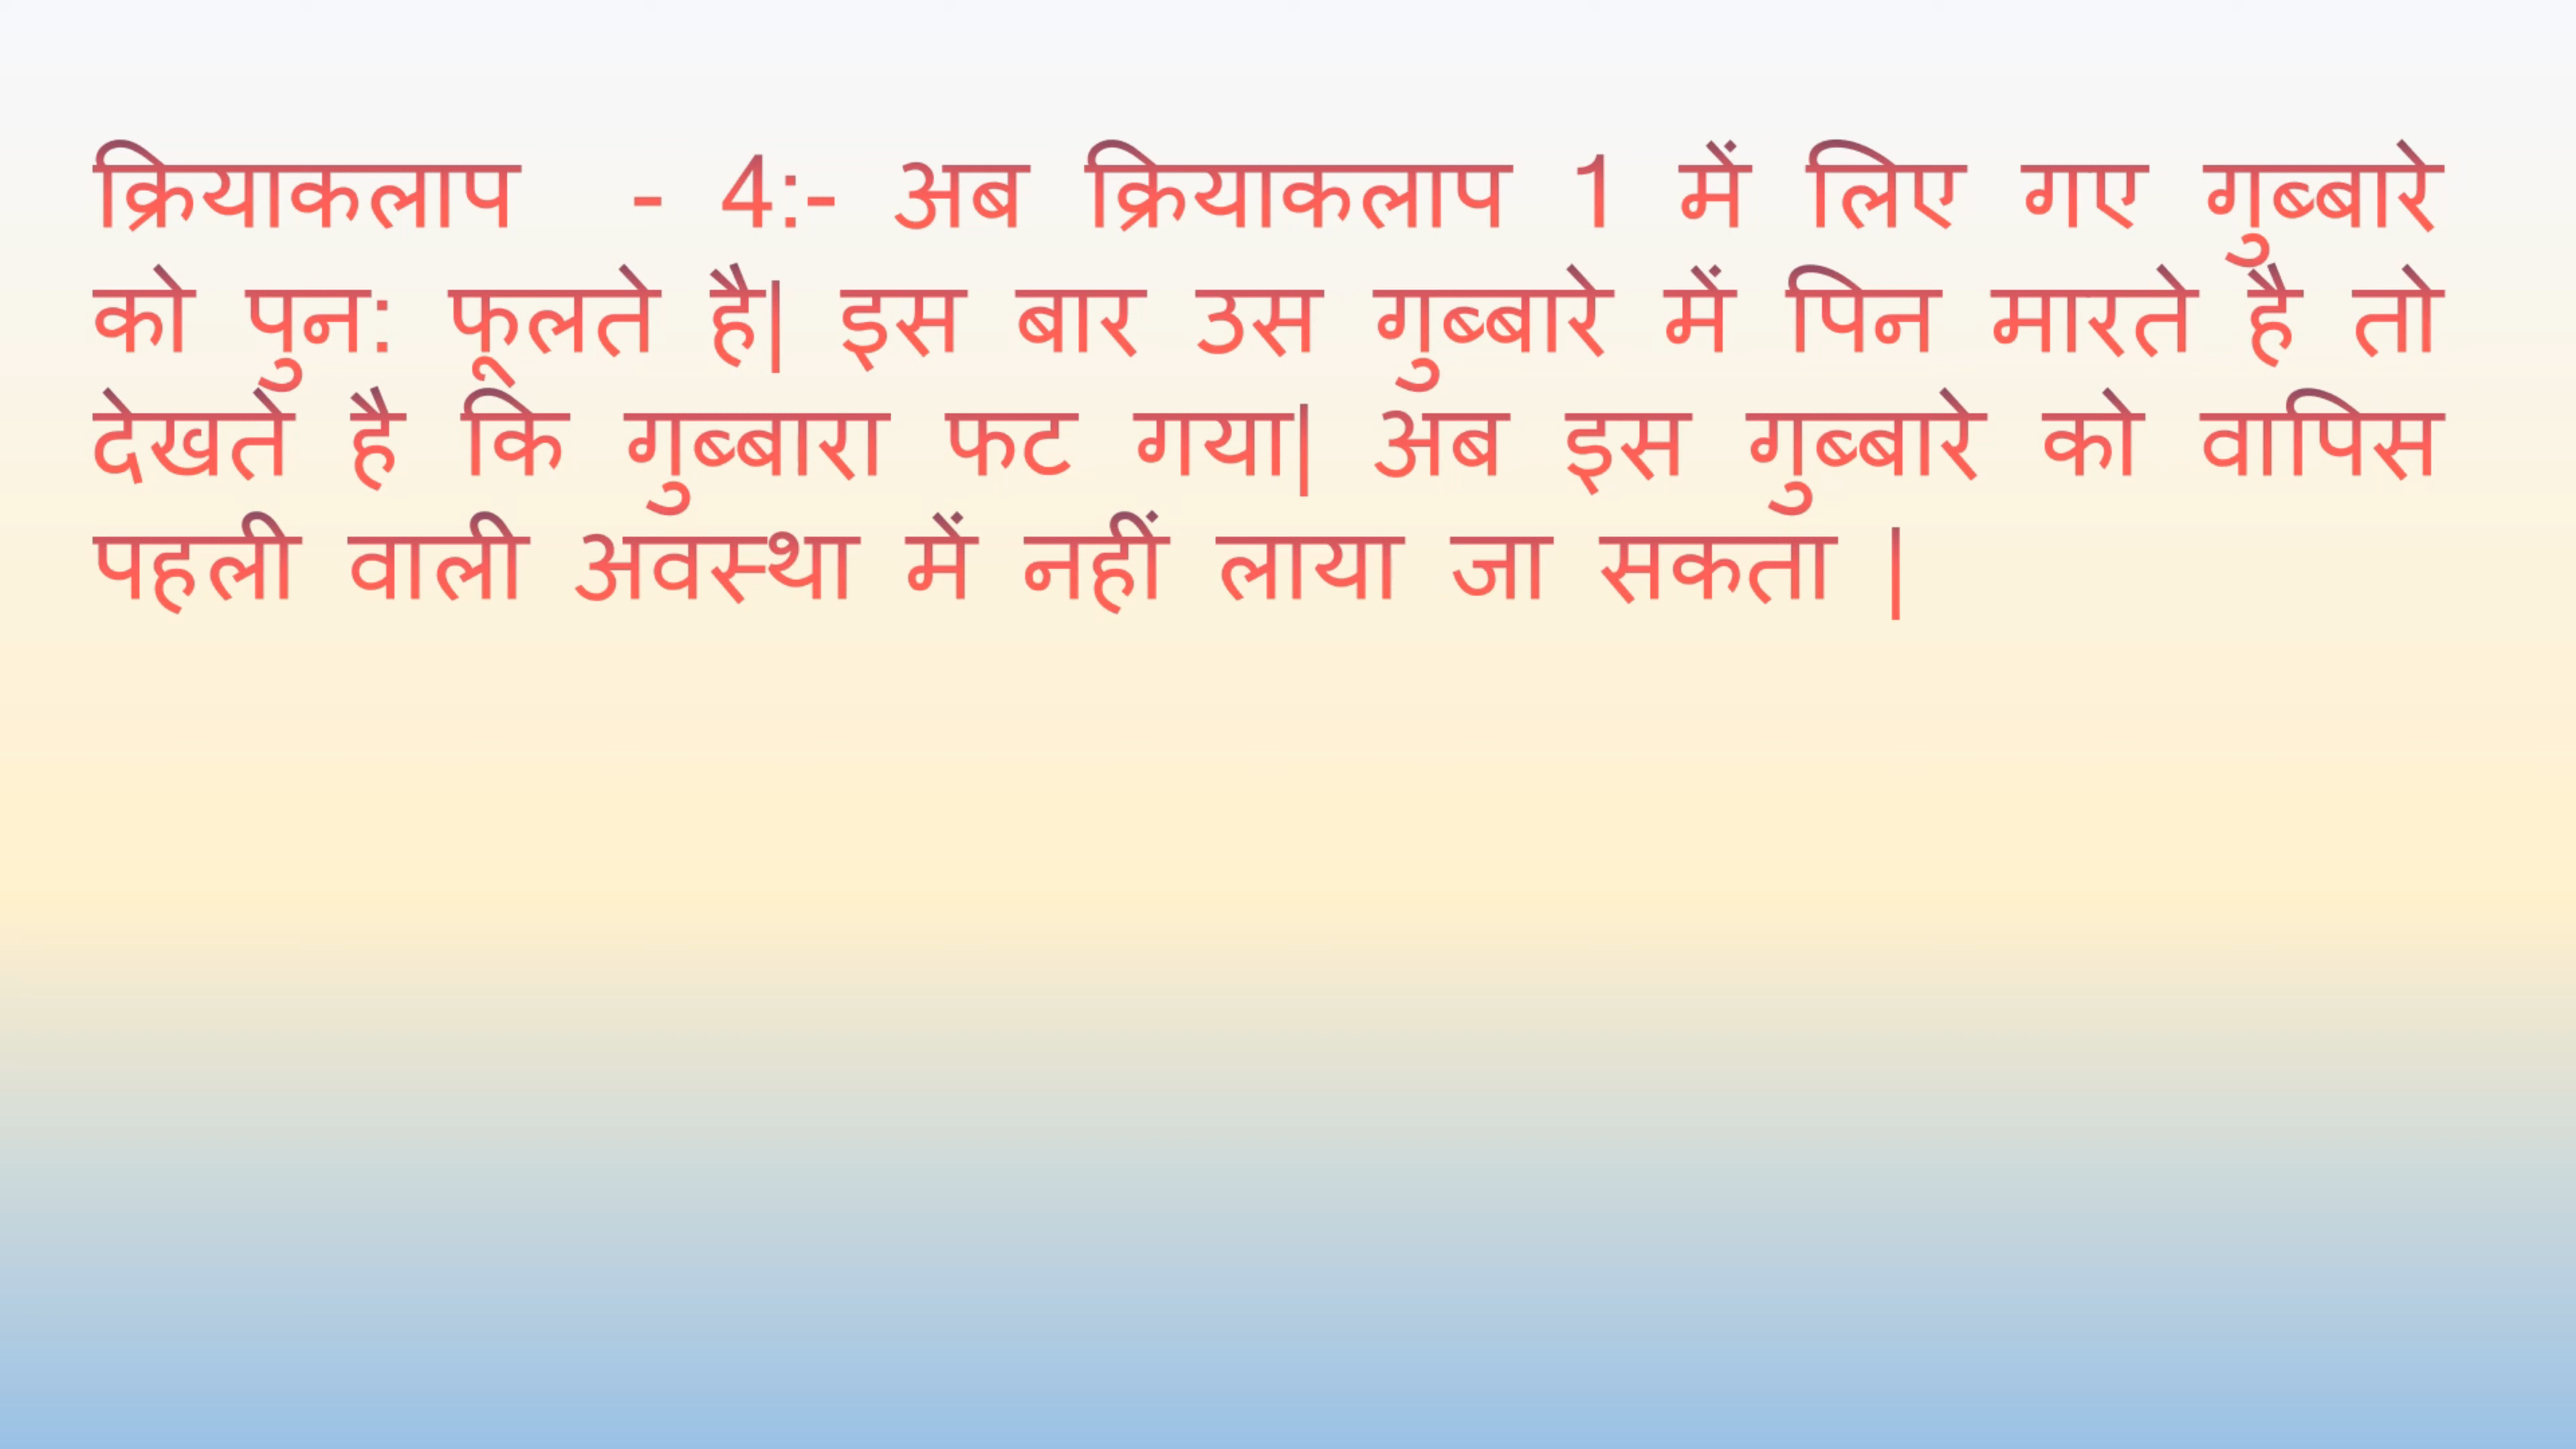 क्रियाकलाप - 4:- अब क्रियाकलाप 1 में लिए गए गुब्बारे
को पुन: फूलते है| इस बार उस गुब्बारे में पिन मारते है तो
देखते है कि गुब्बारा फट गया| अब इस गुब्बारे को वापिस
पहली वाली अवस्था में नहीं लाया जा सकता |